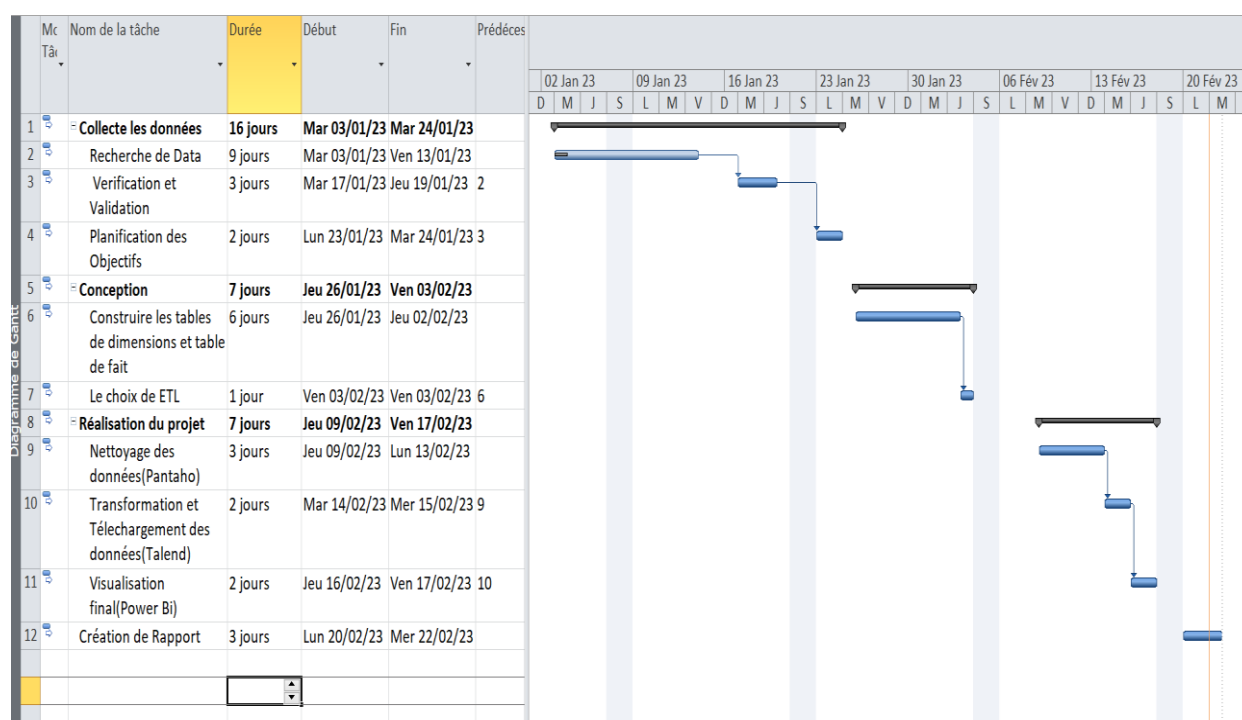 Mc Nom de la tâche Durée Début Fin Prédéces
Tâc
02 Jan 23 09 Jan 23 16 Jan 23 23 Jan 23 30 Jan 23 06 Fév 23 13 Fév 23 20 Fév 23
D M J S L M V D M J S L M V D M J S L M V D M J S L M
1 Collecte les données 16 jours Mar 03/01/23 Mar 24/01/23
2 Recherche de Data 9 jours Mar 03/01/23 Ven 13/01/23
3 Verification et 3 jours Mar 17/01/23 Jeu 19/01/23 2
Validation
4 Planification des 2 jours Lun 23/01/23 Mar 24/01/23 3
Objectifs
5 Conception 7 jours Jeu 26/01/23 Ven 03/02/23
6 Construire les tables 6 jours Jeu 26/01/23 Jeu 02/02/23
de dimensions et table
de fait
7 Le choix de ETL 1 jour Ven 03/02/23 Ven 03/02/23 6
8 Réalisation du projet 7 jours Jeu 09/02/23 Ven 17/02/23
9 Nettoyage des 3 jours Jeu 09/02/23 Lun 13/02/23
données(Pantaho)
10 Transformation et 2 jours Mar 14/02/23 Mer 15/02/23 9
Télechargement des
données(Talend)
11 Visualisation 2 jours Jeu 16/02/23 Ven 17/02/23 10
final(Power Bi)
12 Création de Rapport 3 jours Lun 20/02/23 Mer 22/02/23
Diagramme de Gantt